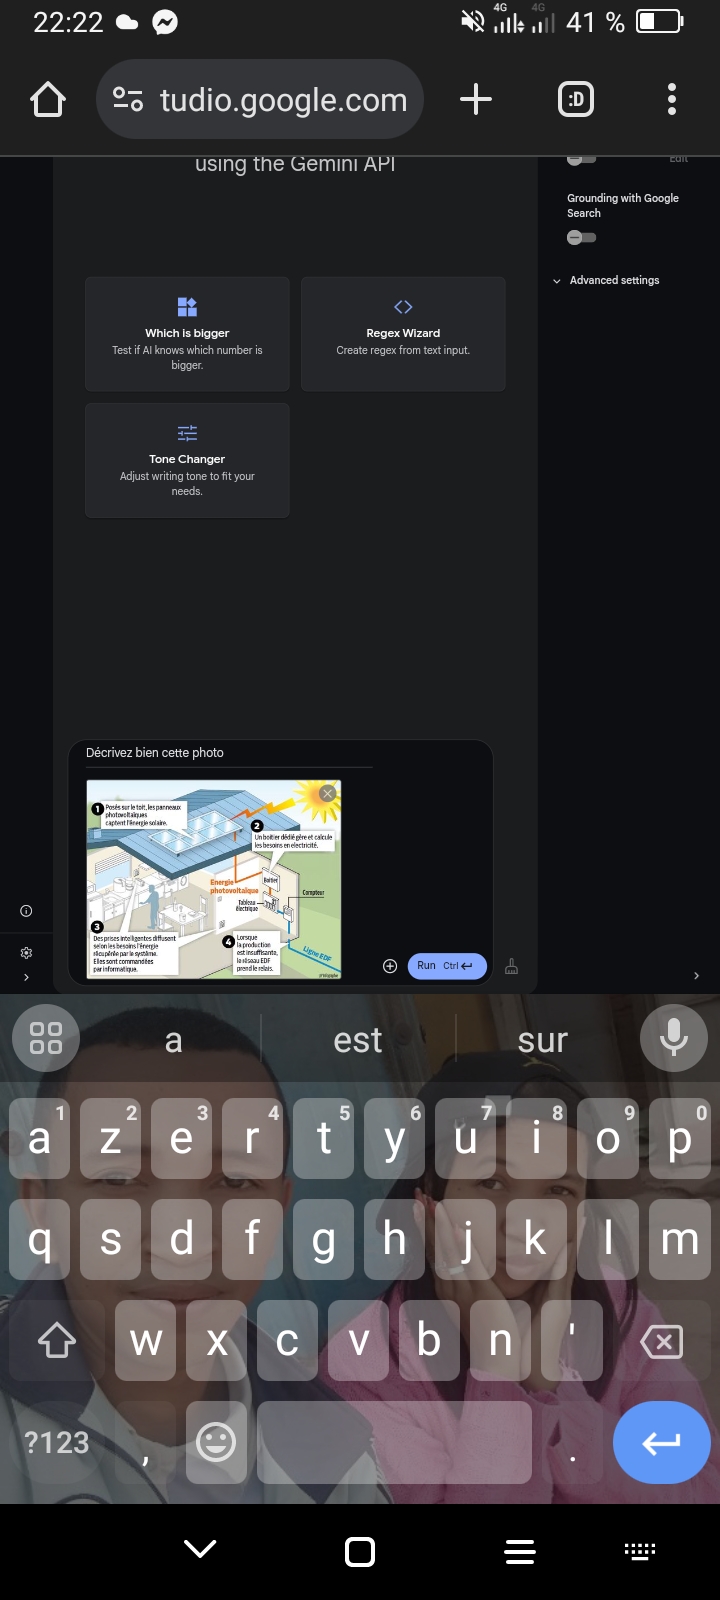 22:22
4G
4G
41 %
tudio.google.com
:D
using the Gemini API
Edit
Grounding with Google
Search
Advanced settings
Which is bigger
Test if AI knows which number is
bigger.
Regex Wizard
Create regex from text input.
Tone Changer
Adjust writing tone to fit your
needs.
Décrivez bien cette photo
1 Posés sur le toit, les panneaux
photovoltaïques
captent l'énergie solaire.
2
Un boîtier dédié gère et calcule
les besoins en électricité.
Energie
photovoltaïque
Boîtier
Compteur
Tableau
électrique
3
Des prises intelligentes diffusent
selon les besoins l'énergie
récupérée par le système.
Elles sont commandées
par informatique.
4 Lorsque
la production
est insuffisante,
le réseau EDF
prend le relais.
Ligne EDF
Run Ctrl
a est sur
1 2 3 4 5 6 7 8 9 0
a z e r t y u i o p
q s d f g h j k l m
w x c v b n '
?123 , .